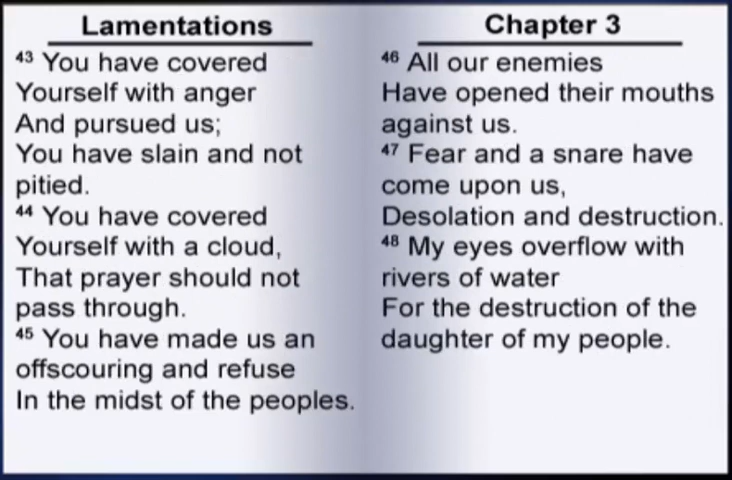 Lamentations
⁴³ You have covered
Yourself with anger
And pursued us;
You have slain and not
pitied.
⁴⁴ You have covered
Yourself with a cloud,
That prayer should not
pass through.
⁴⁵ You have made us an
offscouring and refuse
In the midst of the peoples.
Chapter 3
⁴⁶ All our enemies
Have opened their mouths
against us.
⁴⁷ Fear and a snare have
come upon us,
Desolation and destruction.
⁴⁸ My eyes overflow with
rivers of water
For the destruction of the
daughter of my people.